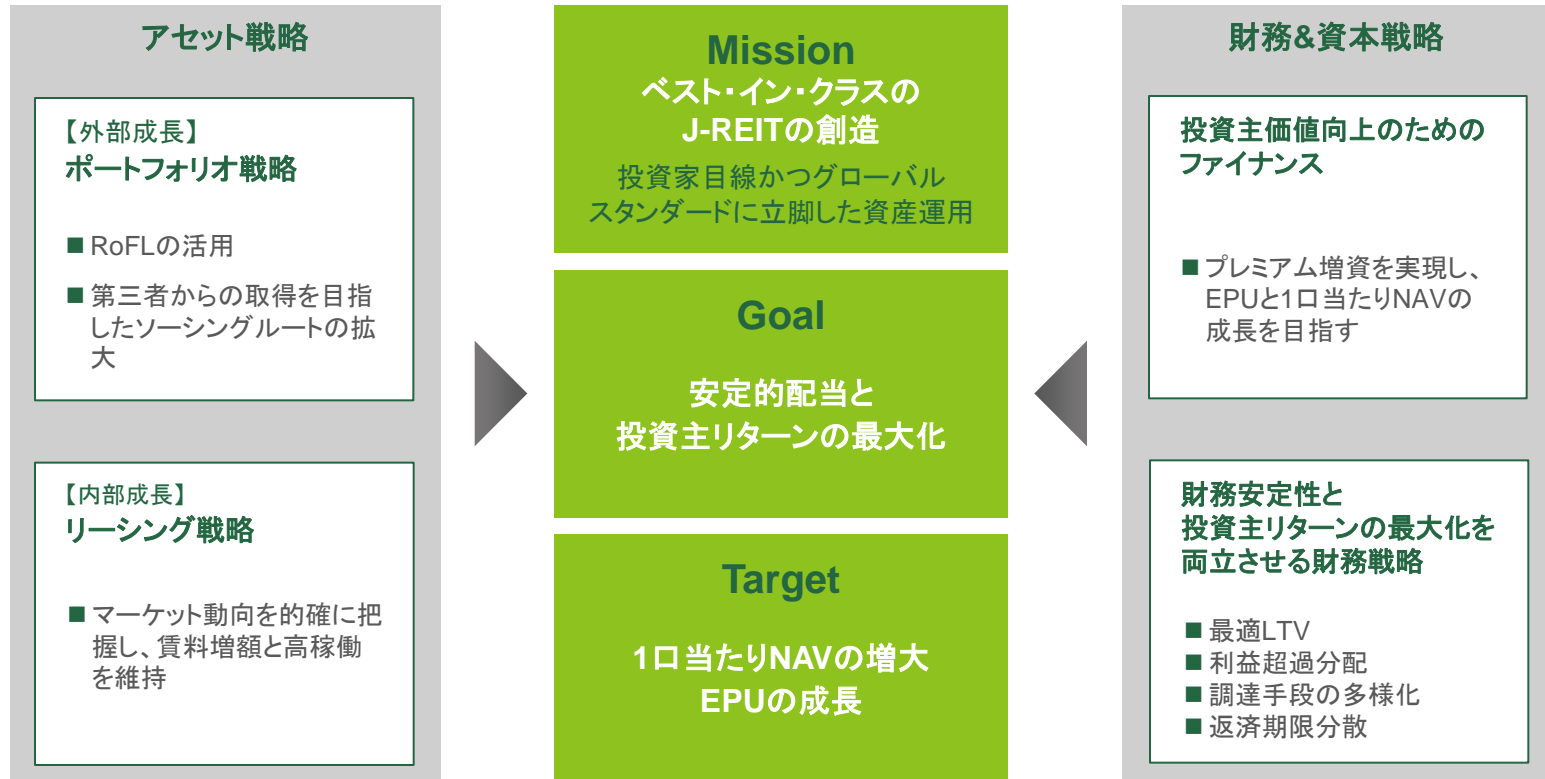 アセット戦略
【外部成長】
ポートフォリオ戦略
■ RoFLの活用
■ 第三者からの取得を目指
したソーシングルートの拡
大
【内部成長】
リーシング戦略
■ マーケット動向を的確に把
握し、賃料増額と高稼働
を維持
Mission
ベスト・イン・クラスの
J-REITの創造
投資家目線かつグローバル
スタンダードに立脚した資産運用
Goal
安定的配当と
投資主リターンの最大化
Target
1口当たりNAVの増大
EPUの成長
財務&資本戦略
投資主価値向上のための
ファイナンス
■ プレミアム増資を実現し、
EPUと1口当たりNAVの
成長を目指す
財務安定性と
投資主リターンの最大化を
両立させる財務戦略
■ 最適LTV
■ 利益超過分配
■ 調達手段の多様化
■ 返済期限分散